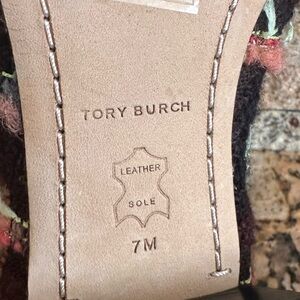 TORY BURCH
LEATHER
SOLE
7M